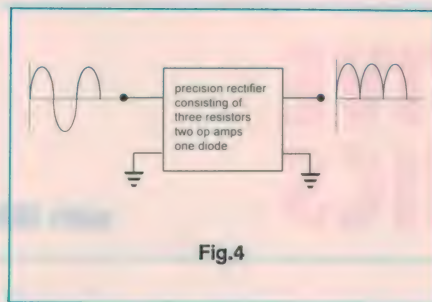 precision rectifier
consisting of
three resistors
two op amps
one diode
Fig.4